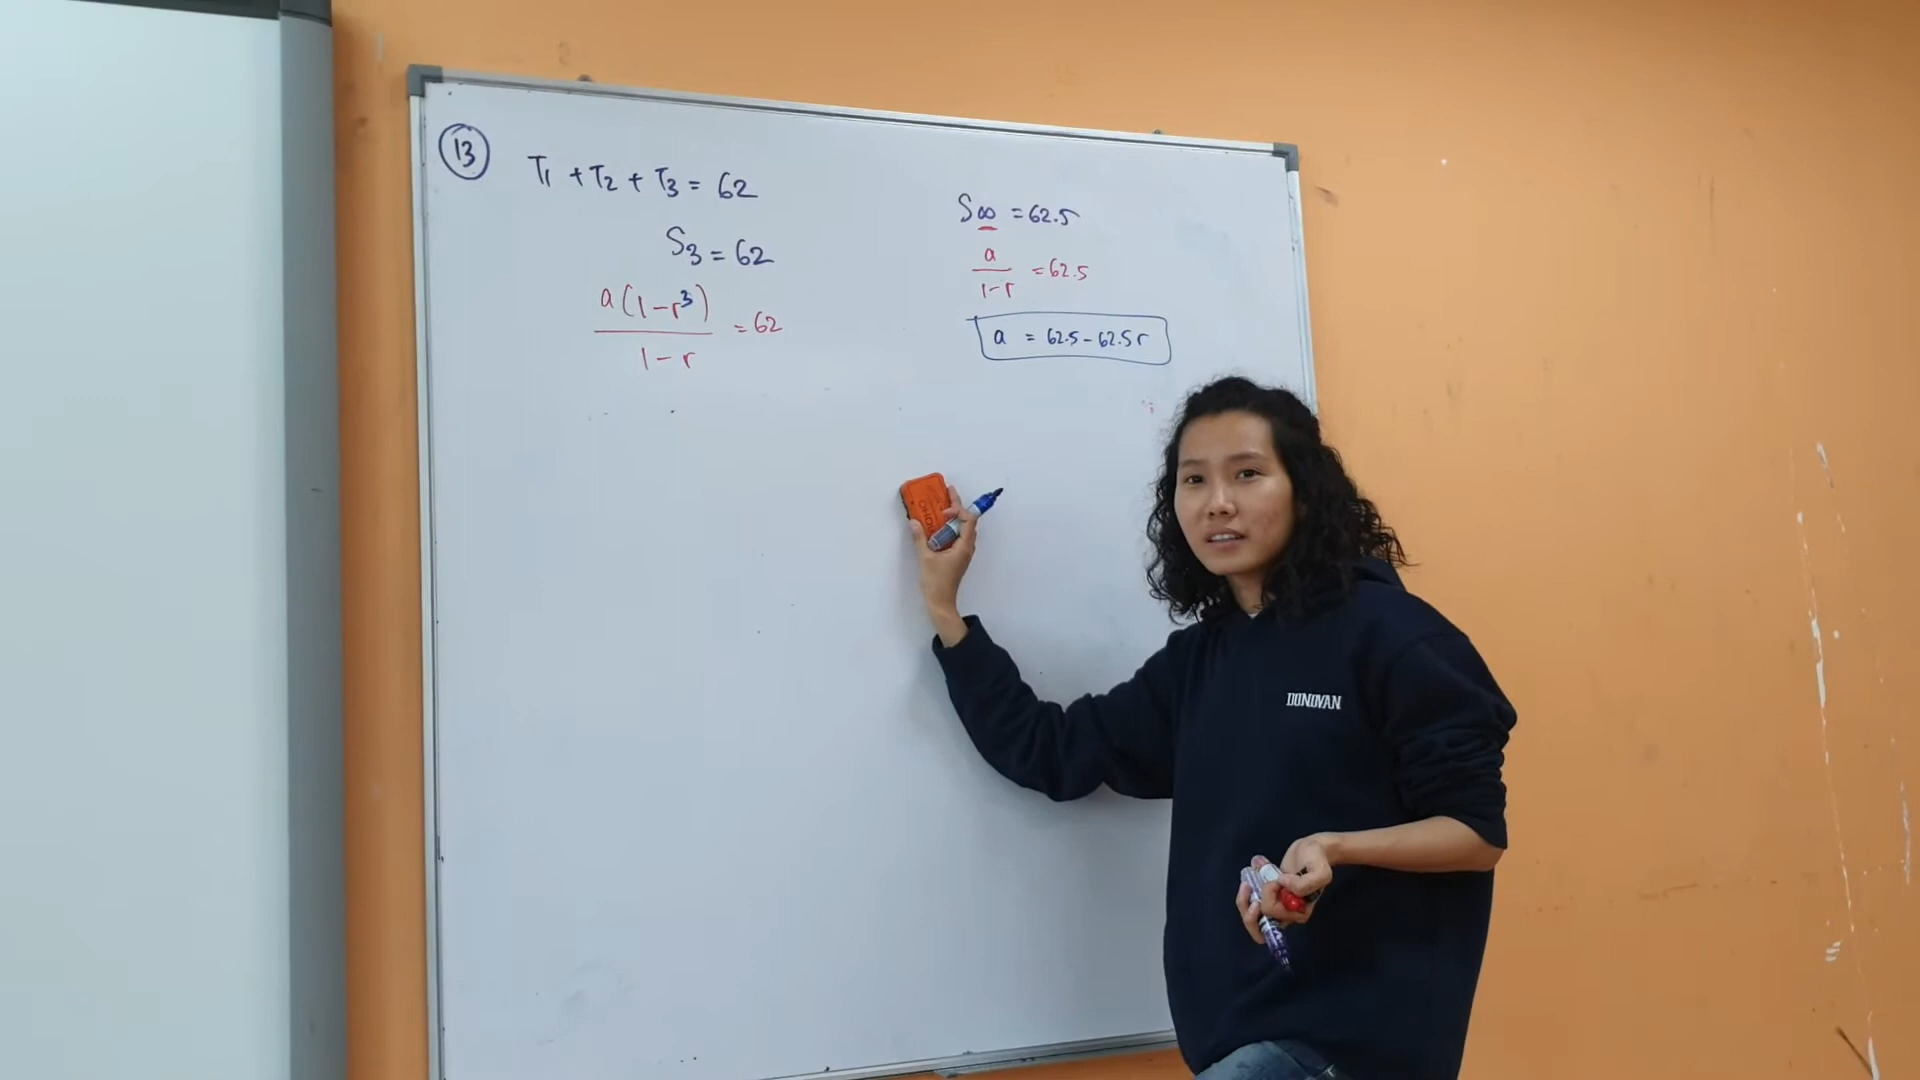 13
T₁ + T₂ + T₃ = 62
S₃ = 62
a(1-r³)/1-r = 62
S∞ = 62.5
a/1-r = 62.5
a = 62.5 - 62.5r
DONOVAN